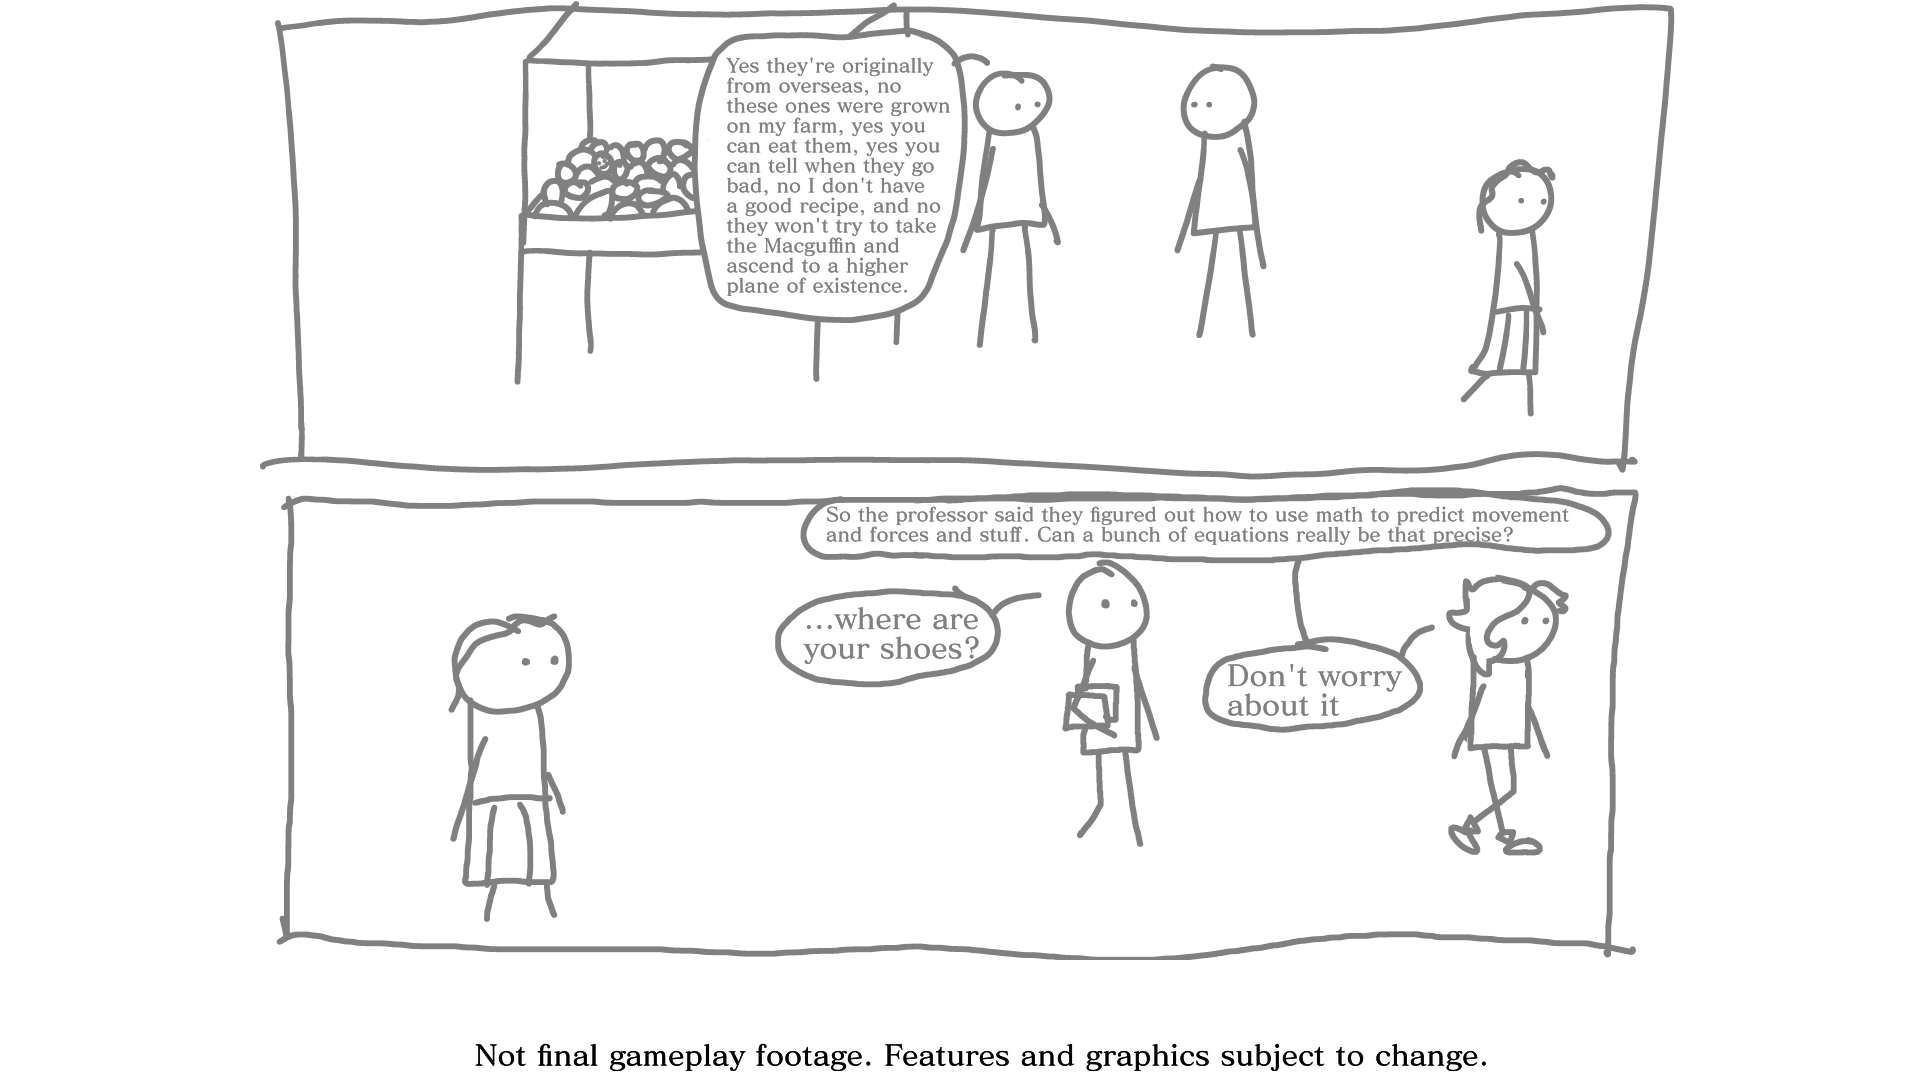 Yes they're originally
from overseas, no
these ones were grown
on my farm, yes you
can eat them, yes you
can tell when they go
bad, no I don't have
a good recipe, and no
they won't try to take
the Macguffin and
ascend to a higher
plane of existence.
So the professor said they figured out how to use math to predict movement
and forces and stuff. Can a bunch of equations really be that precise?
...where are
your shoes?
Don't worry
about it
Not final gameplay footage. Features and graphics subject to change.